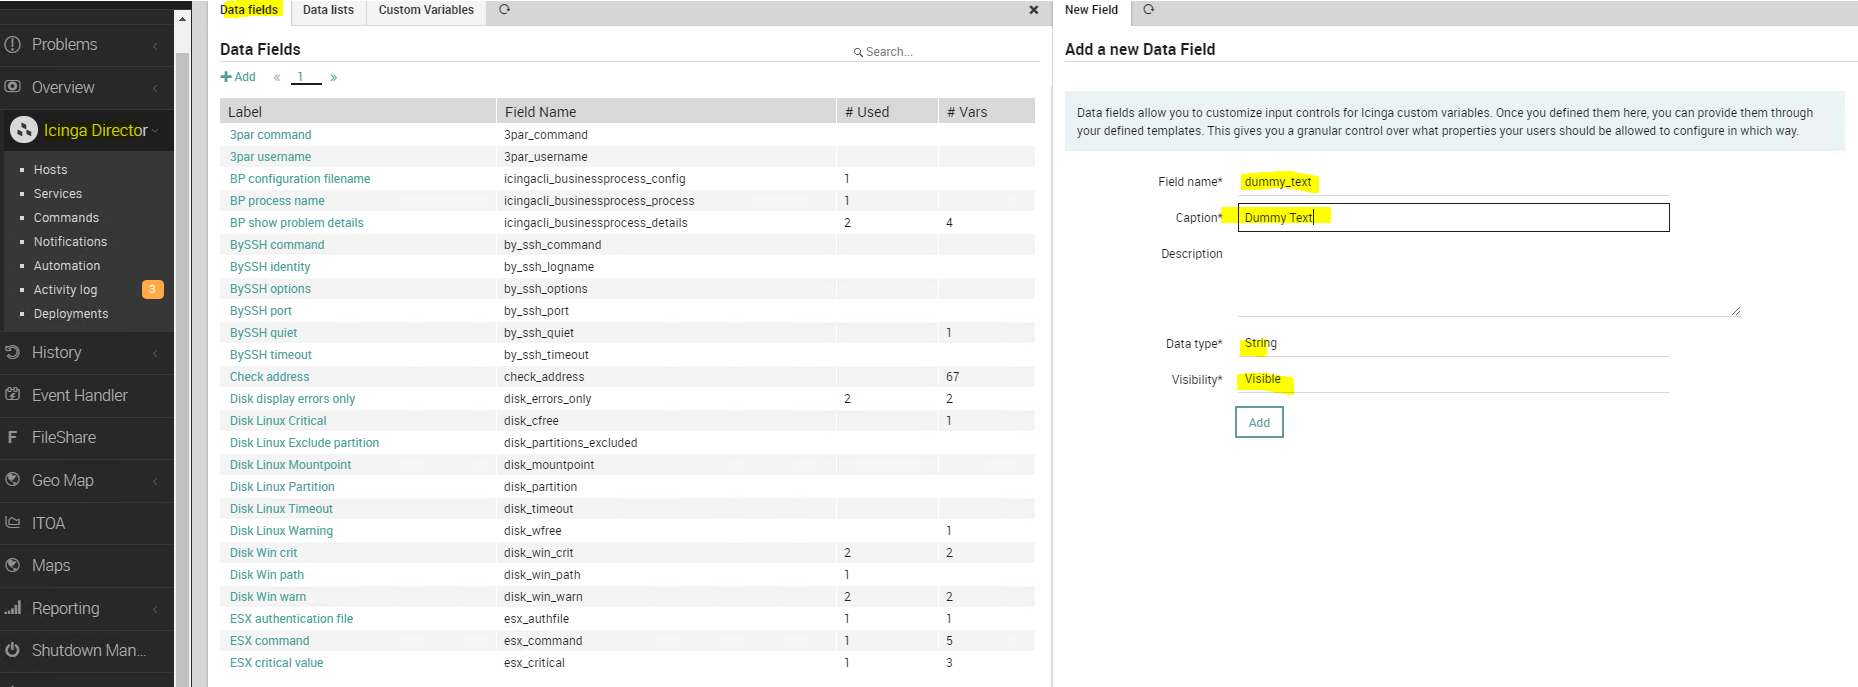 Problems
Overview
Icinga Director
Hosts
Services
Commands
Notifications
Automation
Activity log 3
Deployments
History
Event Handler
F FileShare
Geo Map
ITOA
Maps
Reporting
Shutdown Man...
Data fields Data lists Custom Variables
Data Fields
Search...
Add « 1 »
Label Field Name # Used # Vars
3par command 3par_command
3par username 3par_username
BP configuration filename icingacli_businessprocess_config 1
BP process name icingacli_businessprocess_process 1
BP show problem details icingacli_businessprocess_details 2 4
BySSH command by_ssh_command
BySSH identity by_ssh_logname
BySSH options by_ssh_options
BySSH port by_ssh_port
BySSH quiet by_ssh_quiet 1
BySSH timeout by_ssh_timeout
Check address check_address 67
Disk display errors only disk_errors_only 2 2
Disk Linux Critical disk_cfree 1
Disk Linux Exclude partition disk_partitions_excluded
Disk Linux Mountpoint disk_mountpoint
Disk Linux Partition disk_partition
Disk Linux Timeout disk_timeout
Disk Linux Warning disk_wfree 1
Disk Win crit disk_win_crit 2 2
Disk Win path disk_win_path 1
Disk Win warn disk_win_warn 2 2
ESX authentication file esx_authfile 1 1
ESX command esx_command 1 5
ESX critical value esx_critical 1 3
New Field
Add a new Data Field
Data fields allow you to customize input controls for Icinga custom variables. Once you defined them here, you can provide them through
your defined templates. This gives you a granular control over what properties your users should be allowed to configure in which way.
Field name* dummy_text
Caption* Dummy Text
Description
Data type* String
Visibility* Visible
Add